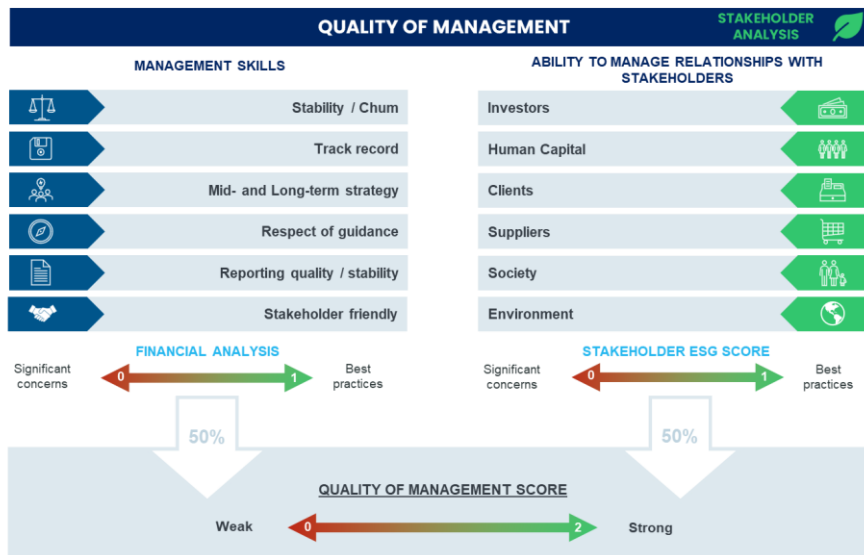 QUALITY OF MANAGEMENT
STAKEHOLDER
ANALYSIS
MANAGEMENT SKILLS
Stability / Churn
Track record
Mid- and Long-term strategy
Respect of guidance
Reporting quality / stability
Stakeholder friendly
FINANCIAL ANALYSIS
Significant
concerns
0
1
Best
practices
50%
ABILITY TO MANAGE RELATIONSHIPS WITH
STAKEHOLDERS
Investors
Human Capital
Clients
Suppliers
Society
Environment
STAKEHOLDER ESG SCORE
Significant
concerns
0
1
Best
practices
50%
QUALITY OF MANAGEMENT SCORE
Weak
0
2
Strong